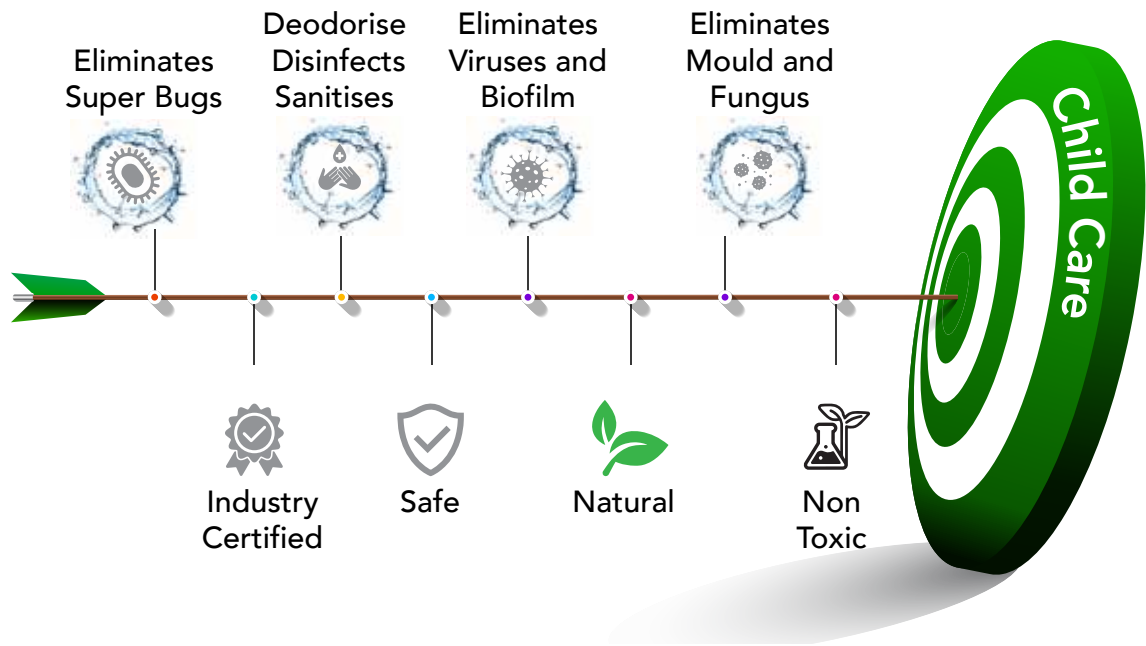 Eliminates
Super Bugs
Deodorise
Disinfects
Sanitises
Eliminates
Viruses and
Biofilm
Eliminates
Mould and
Fungus
Child Care
Industry
Certified
Safe
Natural
Non
Toxic